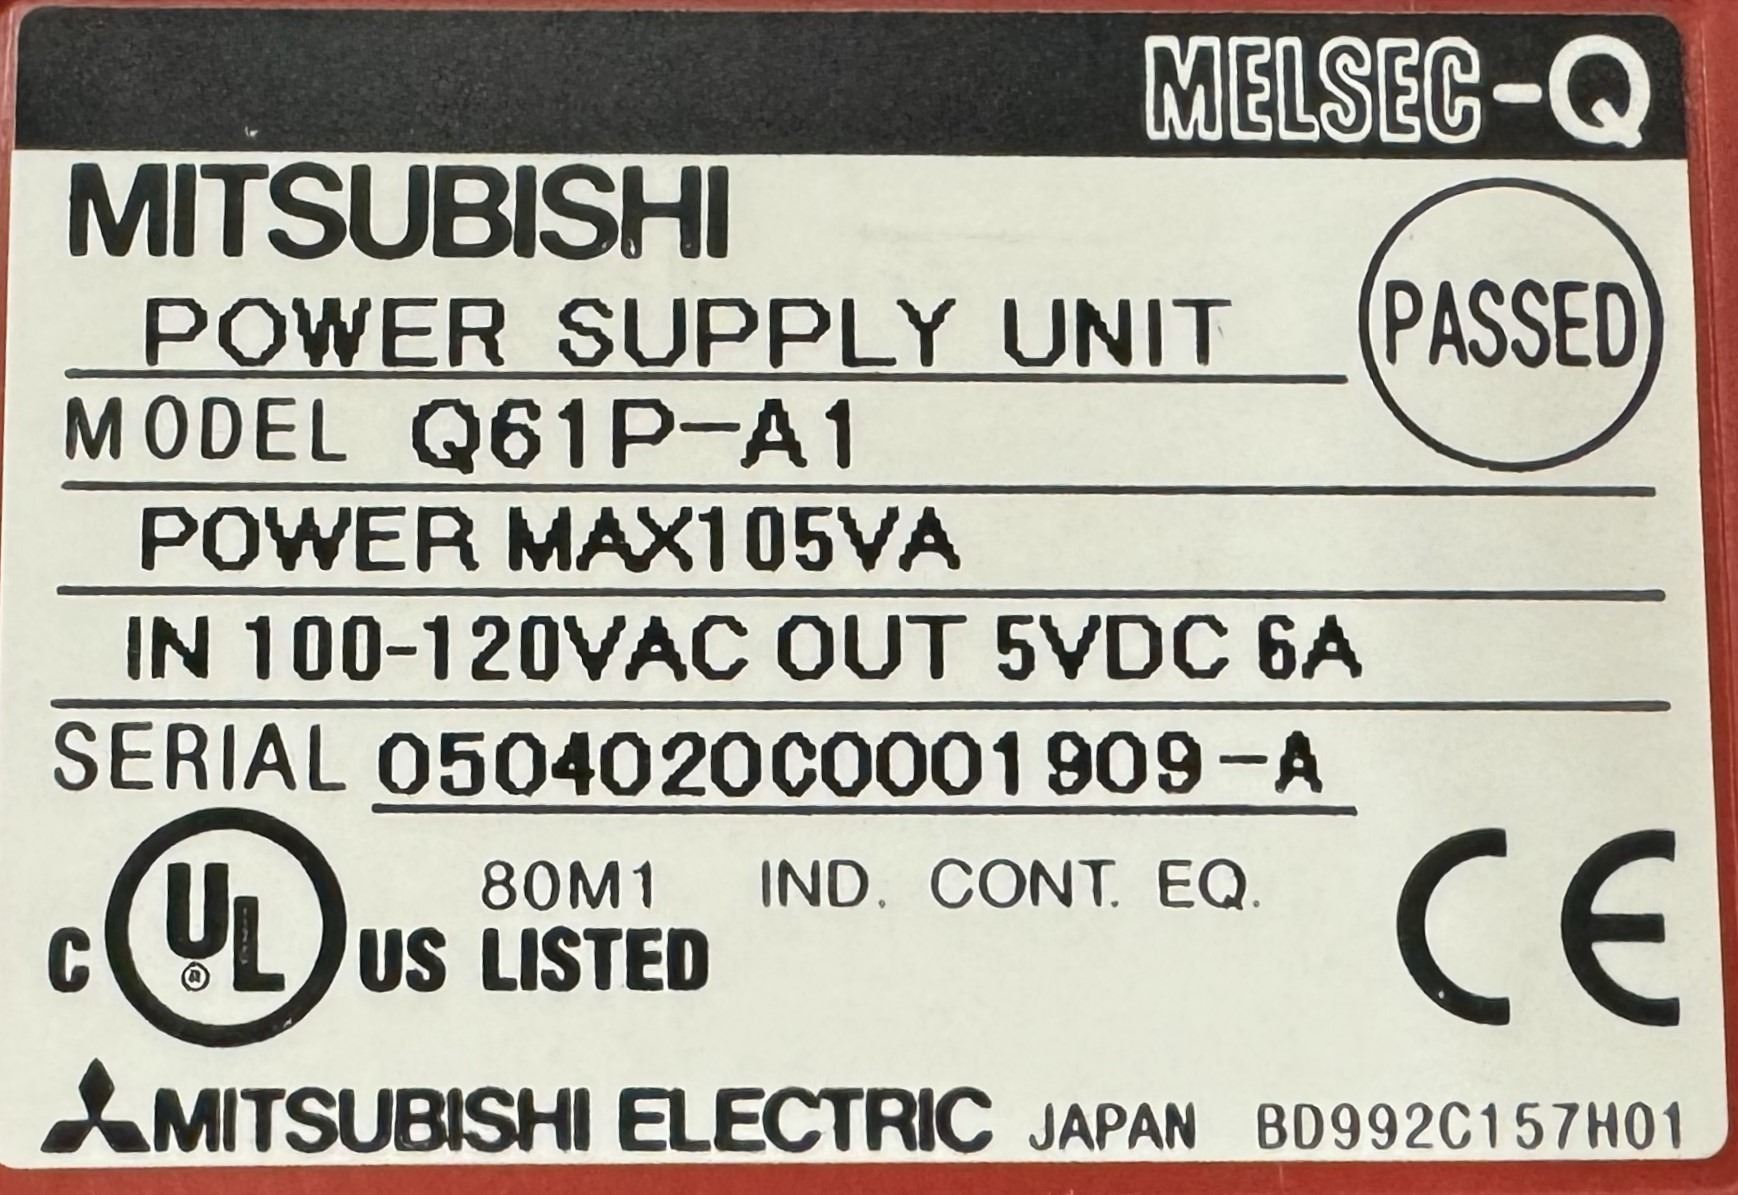 MELSEC-Q
MITSUBISHI
POWER SUPPLY UNIT
PASSED
MODEL Q61P-A1
POWER MAX105VA
IN 100-120VAC OUT 5VDC 6A
SERIAL 0504020C0001909-A
C UL ® US LISTED
80M1 IND. CONT. EQ.
CE
MITSUBISHI ELECTRIC JAPAN BD992C157H01